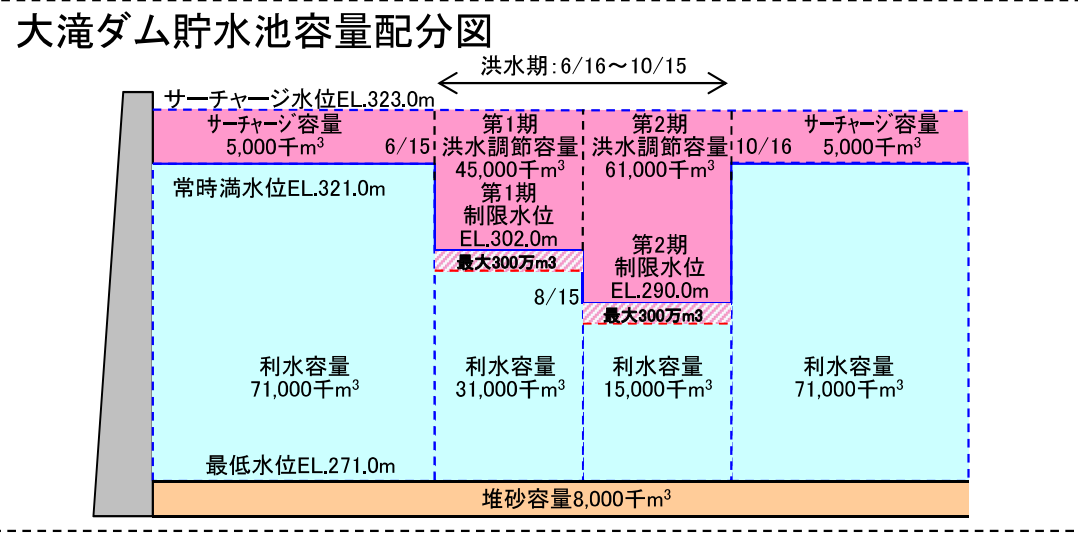 大滝ダム貯水池容量配分図
洪水期:6/16～10/15
サーチャージ水位EL.323.0m
サーチャージ容量
5,000千m³
6/15
第1期
洪水調節容量
45,000千m³
第1期
制限水位
EL.302.0m
最大300万m3
第2期
洪水調節容量
61,000千m³
第2期
制限水位
EL.290.0m
最大300万m3
10/16
サーチャージ容量
5,000千m³
常時満水位EL.321.0m
8/15
利水容量
71,000千m³
利水容量
31,000千m³
利水容量
15,000千m³
利水容量
71,000千m³
最低水位EL.271.0m
堆砂容量8,000千m³